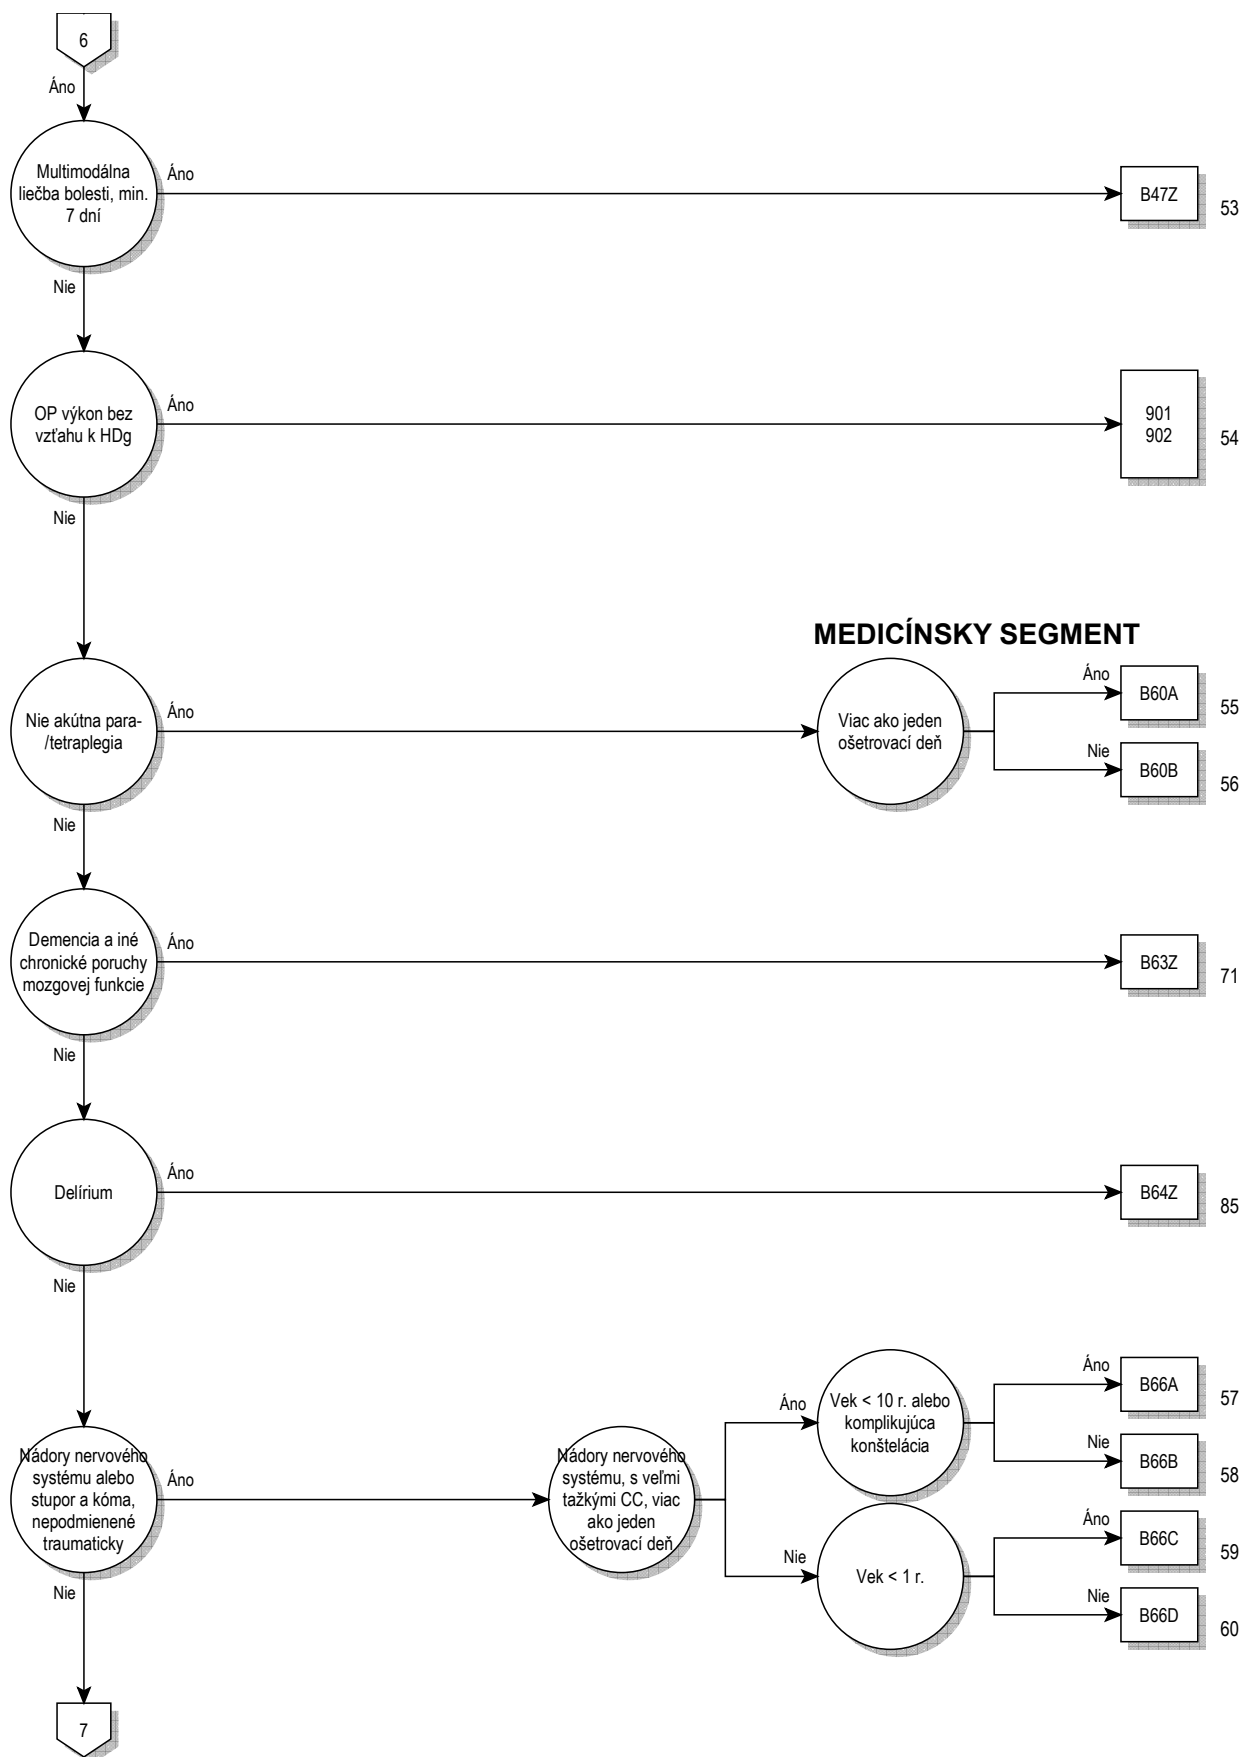 6
Áno
Multimodálna
liečba bolesti, min.
7 dní
Áno
B47Z
53
Nie
OP výkon bez
vzťahu k HDg
Áno
901
902
54
Nie
MEDICÍNSKY SEGMENT
Nie akútna para-
/tetraplegia
Áno
Viac ako jeden
ošetrovací deň
Áno
B60A
55
Nie
B60B
56
Nie
Demencia a iné
chronické poruchy
mozgovej funkcie
Áno
B63Z
71
Nie
Delírium
Áno
B64Z
85
Nie
Nádory nervového
systému alebo
stupor a kóma,
nepodmienené
traumaticky
Áno
Nádory nervového
systému, s veľmi
tažkými CC, viac
ako jeden
ošetrovací deň
Áno
Vek < 10 r. alebo
komplikujúca
konštelácia
Áno
B66A
57
Nie
B66B
58
Nie
Vek < 1 r.
Áno
B66C
59
Nie
B66D
60
Nie
7